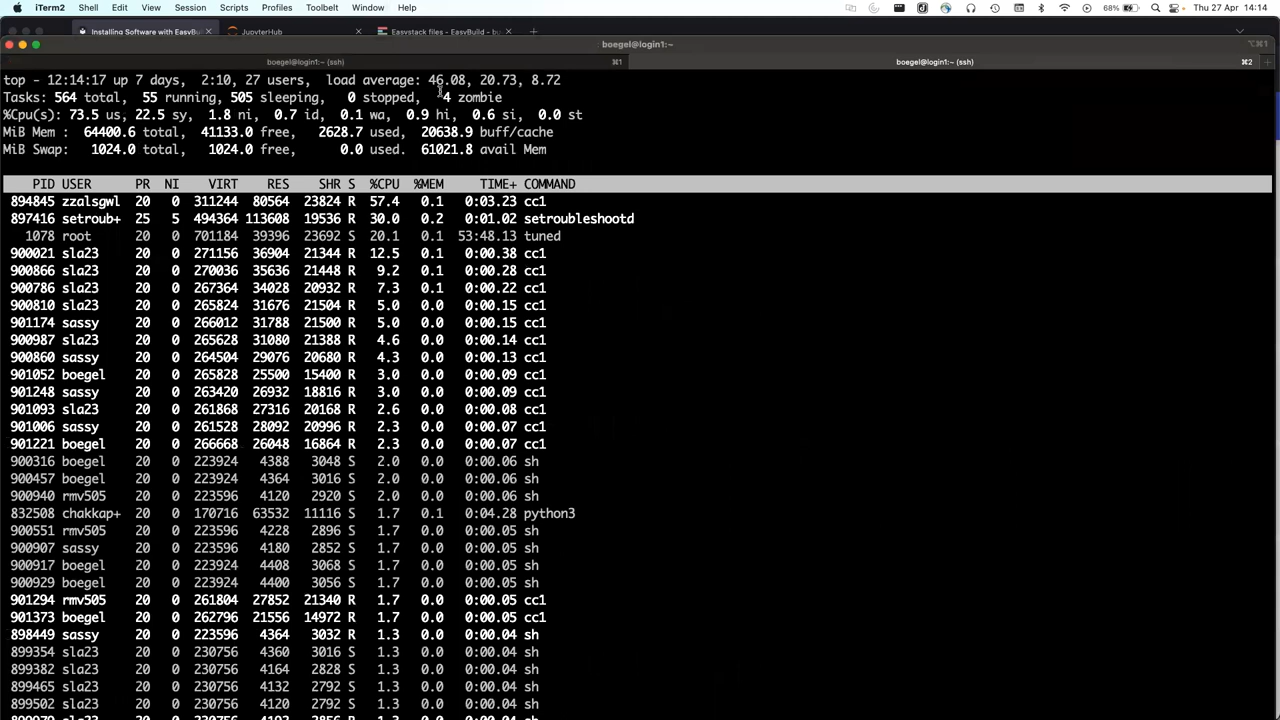 iTerm2 Shell Edit View Session Scripts Profiles Toolbelt Window Help 68% Thu 27 Apr 14:14
Installing Software with EasyBui × JupyterHub × Easystack files - EasyBuild - × +
boegel@login1:~ ⌥⌘1
boegel@login1:~ (ssh) ⌘1 boegel@login1:~ (ssh) ⌘2 +
top - 12:14:17 up 7 days, 2:10, 27 users, load average: 46.08, 20.73, 8.72
Tasks: 564 total, 55 running, 505 sleeping, 0 stopped, 4 zombie
%Cpu(s): 73.5 us, 22.5 sy, 1.8 ni, 0.7 id, 0.1 wa, 0.9 hi, 0.6 si, 0.0 st
MiB Mem : 64400.6 total, 41133.0 free, 2628.7 used, 20638.9 buff/cache
MiB Swap: 1024.0 total, 1024.0 free, 0.0 used. 61021.8 avail Mem
PID USER PR NI VIRT RES SHR S %CPU %MEM TIME+ COMMAND
894845 zzalsgwl 20 0 311244 80564 23824 R 57.4 0.1 0:03.23 cc1
897416 setroub+ 25 5 494364 113608 19536 R 30.0 0.2 0:01.02 setroubleshootd
1078 root 20 0 701184 39396 23692 S 20.1 0.1 53:48.13 tuned
900021 sla23 20 0 271156 36904 21344 R 12.5 0.1 0:00.38 cc1
900866 sla23 20 0 270036 35636 21448 R 9.2 0.1 0:00.28 cc1
900786 sla23 20 0 267364 34028 20932 R 7.3 0.1 0:00.22 cc1
900810 sla23 20 0 265824 31676 21504 R 5.0 0.0 0:00.15 cc1
901174 sassy 20 0 266012 31788 21500 R 5.0 0.0 0:00.15 cc1
900987 sla23 20 0 265628 31080 21388 R 4.6 0.0 0:00.14 cc1
900860 sassy 20 0 264504 29076 20680 R 4.3 0.0 0:00.13 cc1
901052 boegel 20 0 265828 25500 15400 R 3.0 0.0 0:00.09 cc1
901248 sassy 20 0 263420 26932 18816 R 3.0 0.0 0:00.09 cc1
901093 sla23 20 0 261868 27316 20168 R 2.6 0.0 0:00.08 cc1
901006 sassy 20 0 261528 28092 20996 R 2.3 0.0 0:00.07 cc1
901221 boegel 20 0 266668 26048 16864 R 2.3 0.0 0:00.07 cc1
900316 boegel 20 0 223924 4388 3048 S 2.0 0.0 0:00.06 sh
900457 boegel 20 0 223924 4364 3016 S 2.0 0.0 0:00.06 sh
900940 rmv505 20 0 223596 4120 2920 S 2.0 0.0 0:00.06 sh
832508 chakkap+ 20 0 170716 63532 11116 S 1.7 0.1 0:04.28 python3
900551 rmv505 20 0 223596 4228 2896 S 1.7 0.0 0:00.05 sh
900907 sassy 20 0 223596 4180 2852 S 1.7 0.0 0:00.05 sh
900917 boegel 20 0 223924 4408 3068 S 1.7 0.0 0:00.05 sh
900929 boegel 20 0 223924 4400 3056 S 1.7 0.0 0:00.05 sh
901294 rmv505 20 0 261804 27852 21340 R 1.7 0.0 0:00.05 cc1
901373 boegel 20 0 262796 21556 14972 R 1.7 0.0 0:00.05 cc1
898449 sassy 20 0 223596 4364 3032 R 1.3 0.0 0:00.04 sh
899354 sla23 20 0 230756 4360 3016 S 1.3 0.0 0:00.04 sh
899382 sla23 20 0 230756 4164 2828 S 1.3 0.0 0:00.04 sh
899465 sla23 20 0 230756 4132 2792 S 1.3 0.0 0:00.04 sh
899502 sla23 20 0 230756 4120 2792 S 1.3 0.0 0:00.04 sh